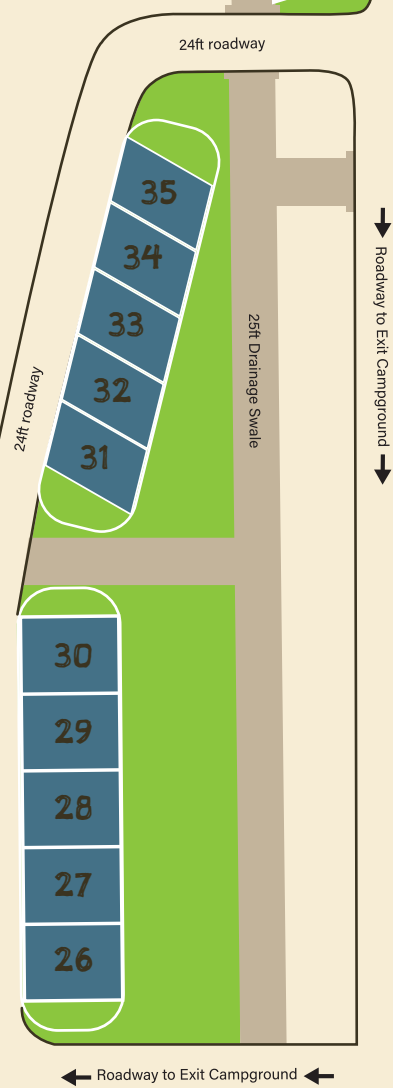 24ft roadway
35
34
33
32
31
24ft roadway
25ft Drainage Swale
Roadway to Exit Campground
30
29
28
27
26
Roadway to Exit Campground